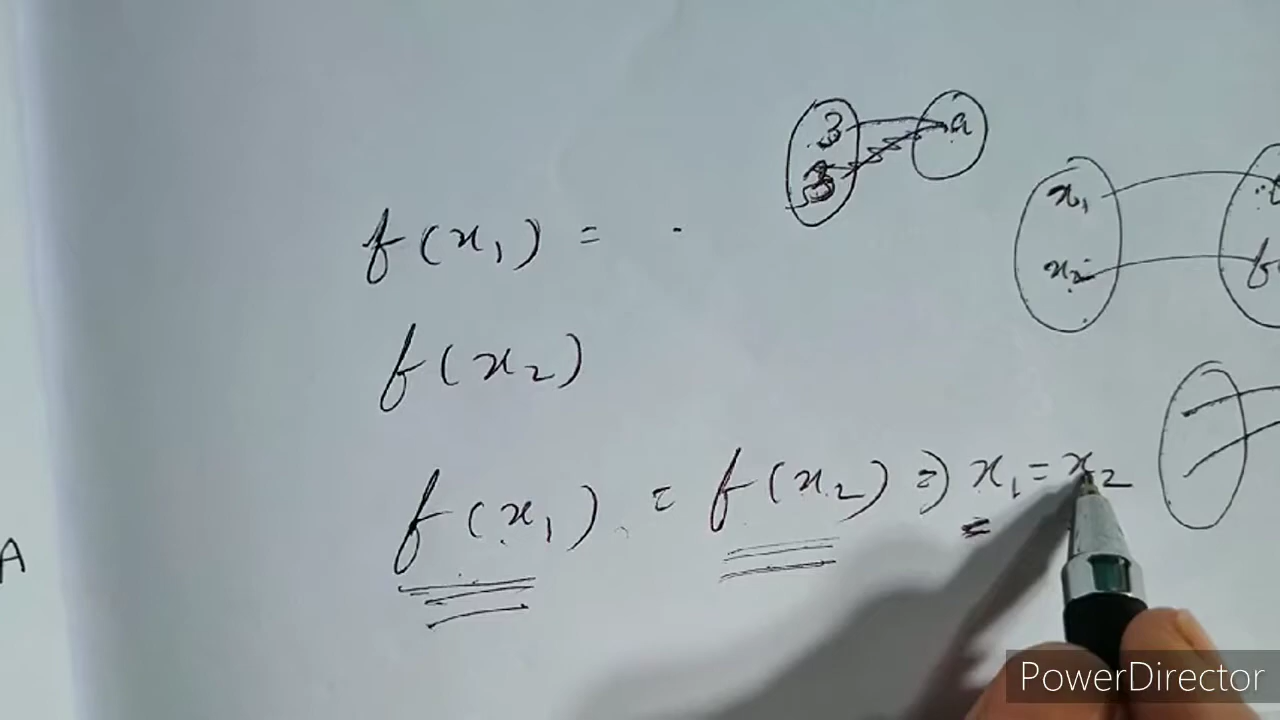 3 a
3
x₁
f(x₁) = .
x₂
f(x₂)
f(x₁) = f(x₂) ⇒ x₁ = x₂
A
PowerDirector